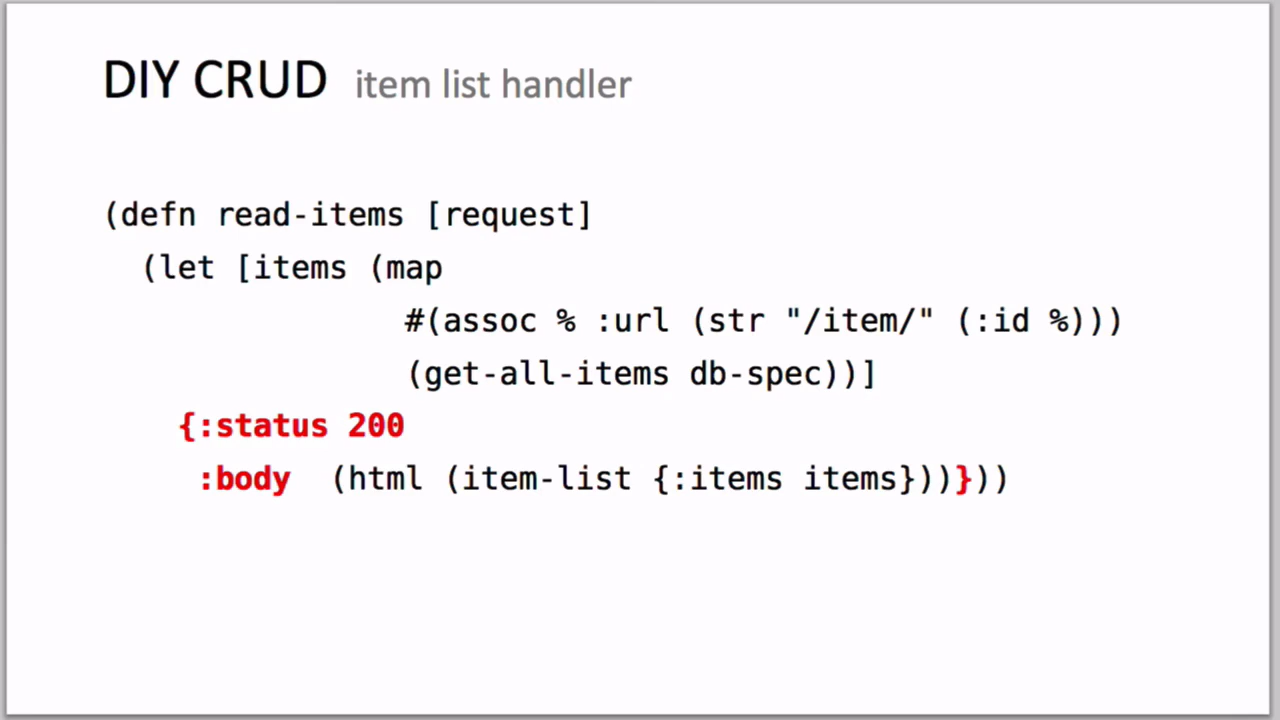 DIY CRUD item list handler
(defn read-items [request]
(let [items (map
#(assoc % :url (str "/item/" (:id %)))
(get-all-items db-spec))]
{:status 200
:body (html (item-list {:items items}))}))